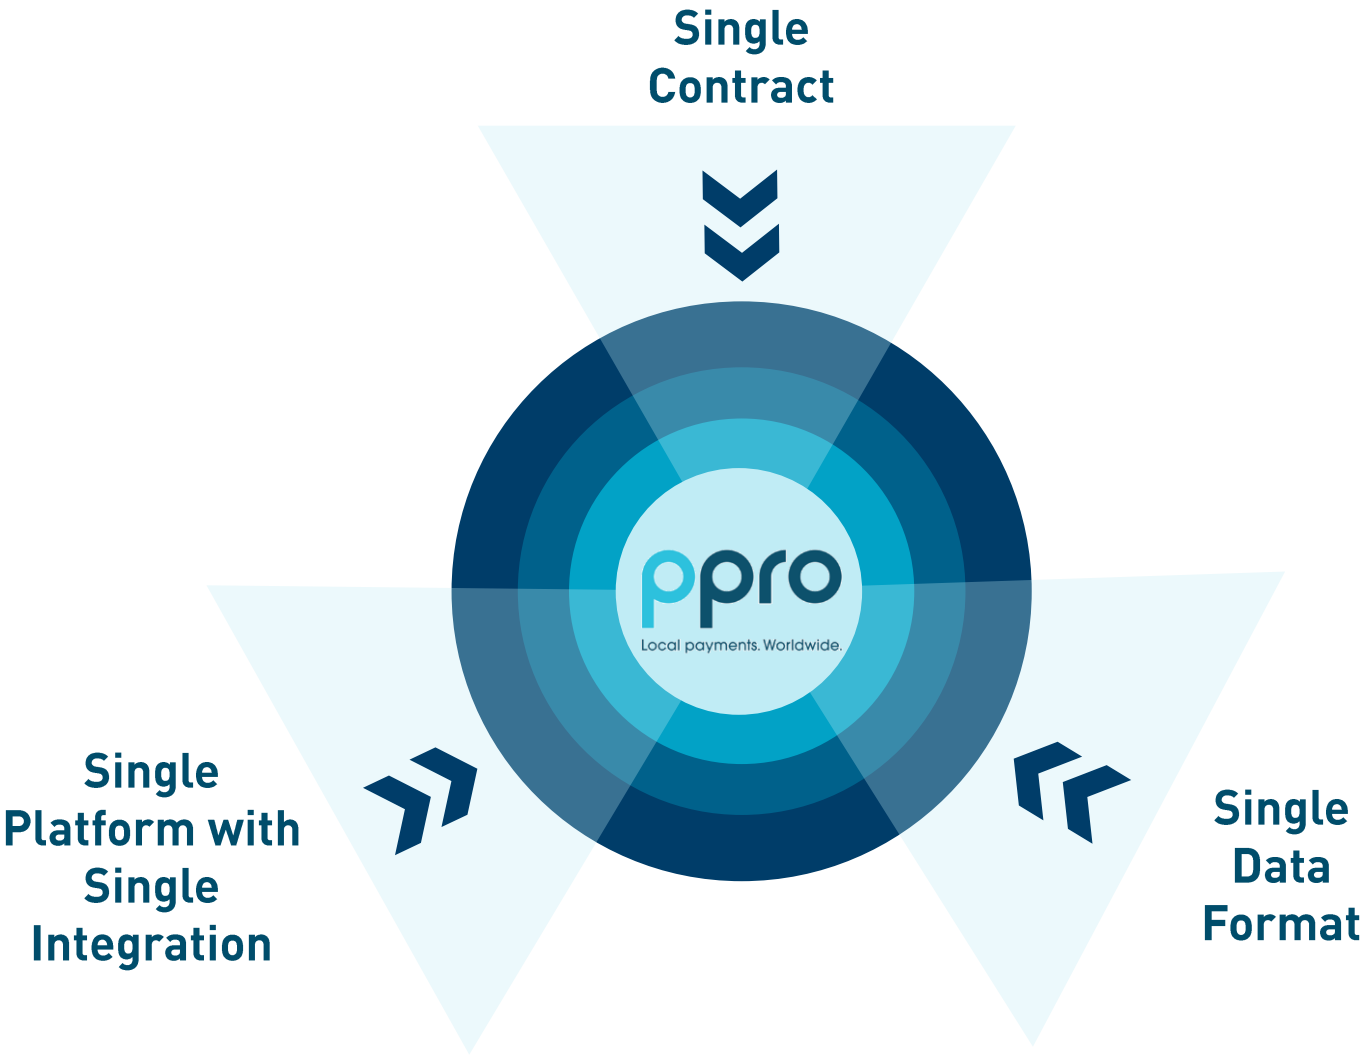 Single
Contract
ppro
Local payments. Worldwide.
Single
Platform with
Single
Integration
Single
Data
Format